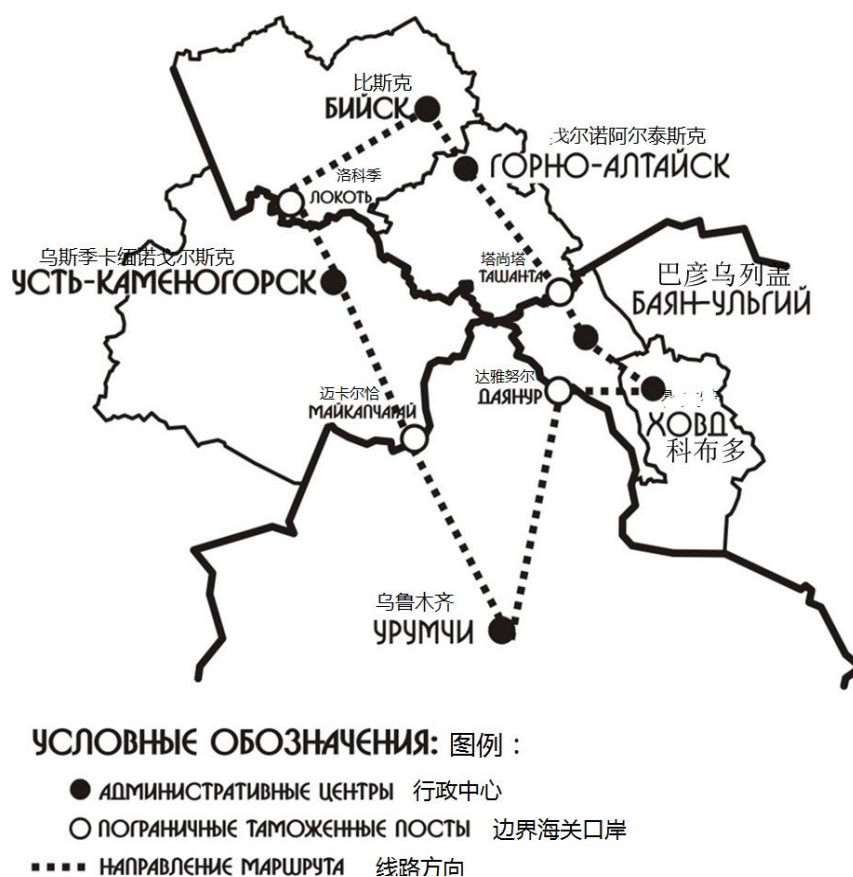 比斯克
БИЙСК
戈尔诺阿尔泰斯克
ГОРНО-АЛТАЙСК
洛科季
ЛОКОТЬ
乌斯季卡缅诺戈尔斯克
УСТЬ-КАМЕНОГОРСК
塔尚塔
ТАШАНТА
巴彦乌列盖
БАЯН-УЛЬГИЙ
迈卡尔恰
МАЙКАПЧАГАЙ
达雅努尔
ДАЯНУР
ХОВД
科布多
乌鲁木齐
УРУМЧИ
УСЛОВНЫЕ ОБОЗНАЧЕНИЯ: 图例：
АДМИНИСТРАТИВНЫЕ ЦЕНТРЫ 行政中心
ПОГРАНИЧНЫЕ ТАМОЖЕННЫЕ ПОСТЫ 边界海关口岸
НАПРАВЛЕНИЕ МАРШРУТА 线路方向